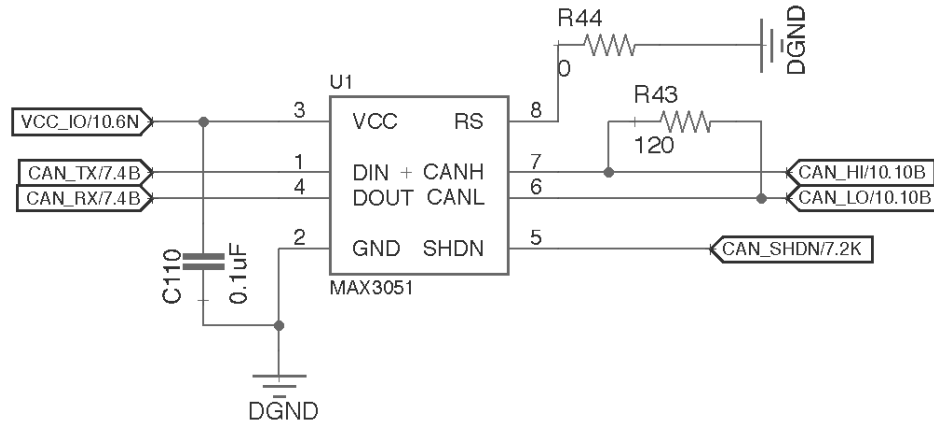 R44
0
DGND
U1
R43
120
VCC_IO/10.6N
3
VCC
RS
8
CAN_TX/7.4B
1
DIN
CANH
7
CAN_HI/10.10B
CAN_RX/7.4B
4
DOUT
CANL
6
CAN_LO/10.10B
2
GND
SHDN
5
CAN_SHDN/7.2K
C110
0.1uF
MAX3051
DGND